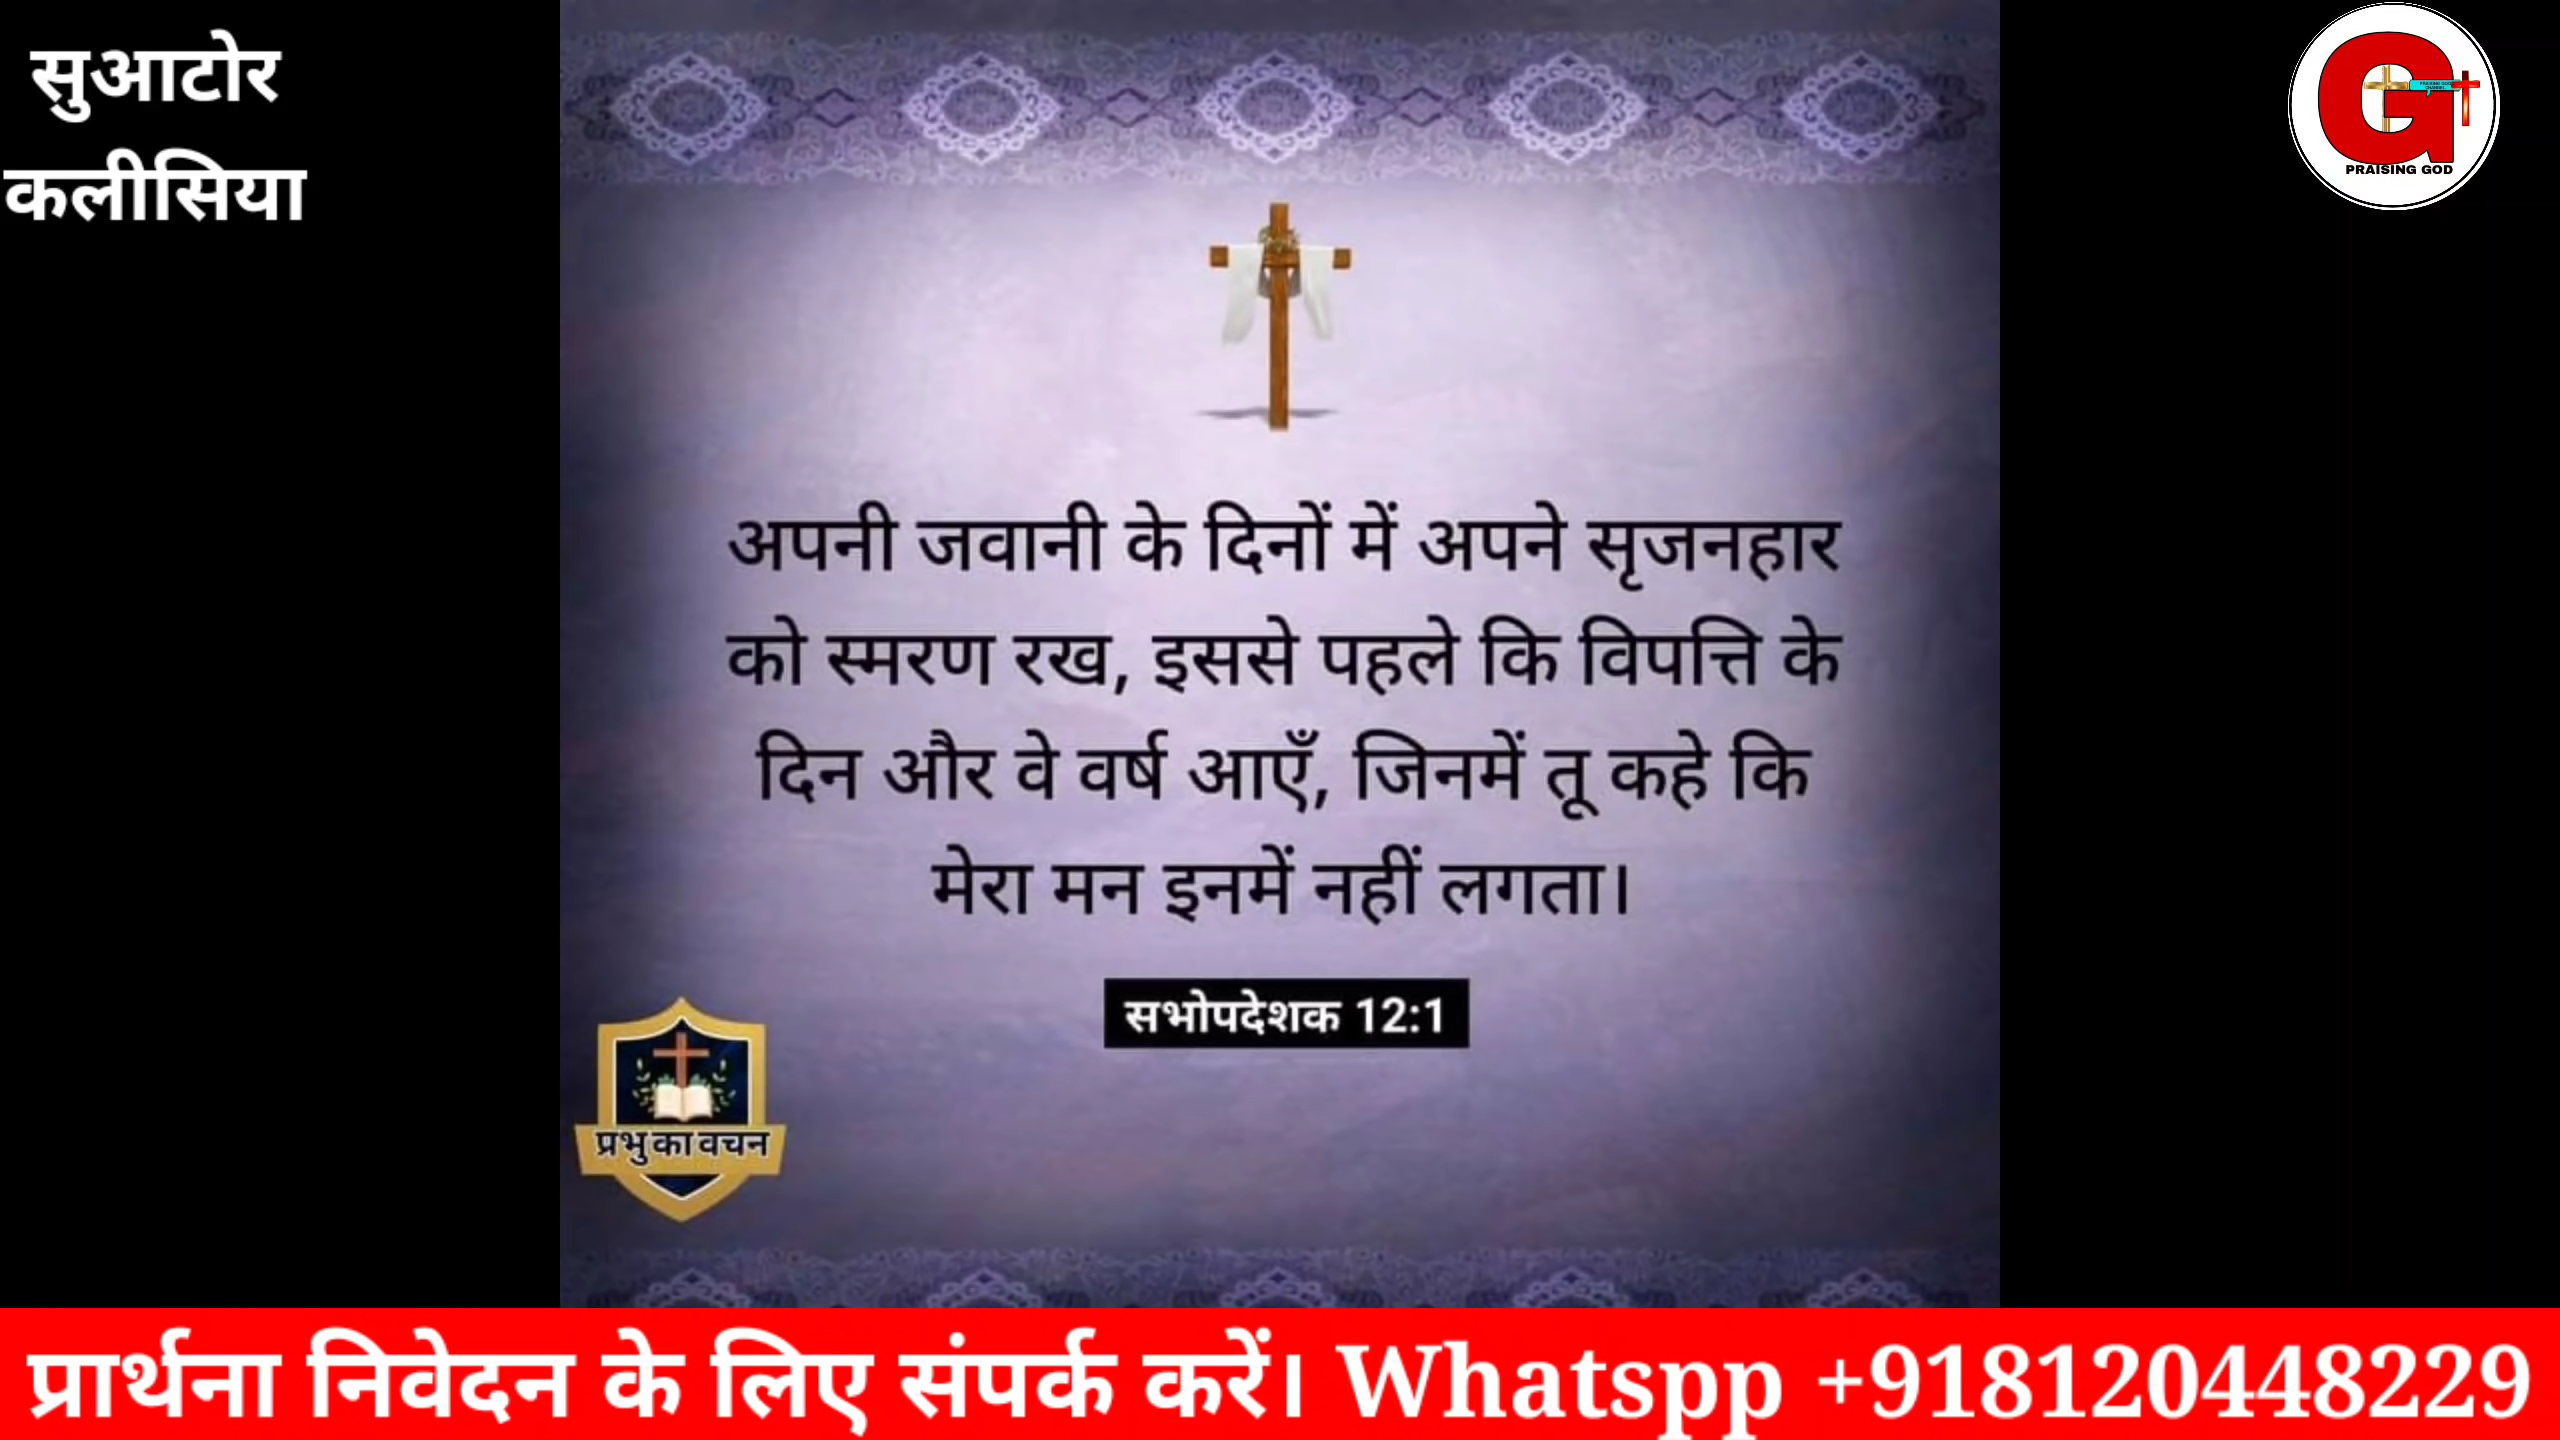 सुआटोर
कलीसिया
PRAISING GOD
अपनी जवानी के दिनों में अपने सृजनहार
को स्मरण रख, इससे पहले कि विपत्ति के
दिन और वे वर्ष आएँ, जिनमें तू कहे कि
मेरा मन इनमें नहीं लगता।
सभोपदेशक 12:1
प्रभु का वचन
प्रार्थना निवेदन के लिए संपर्क करें। Whatspp +918120448229